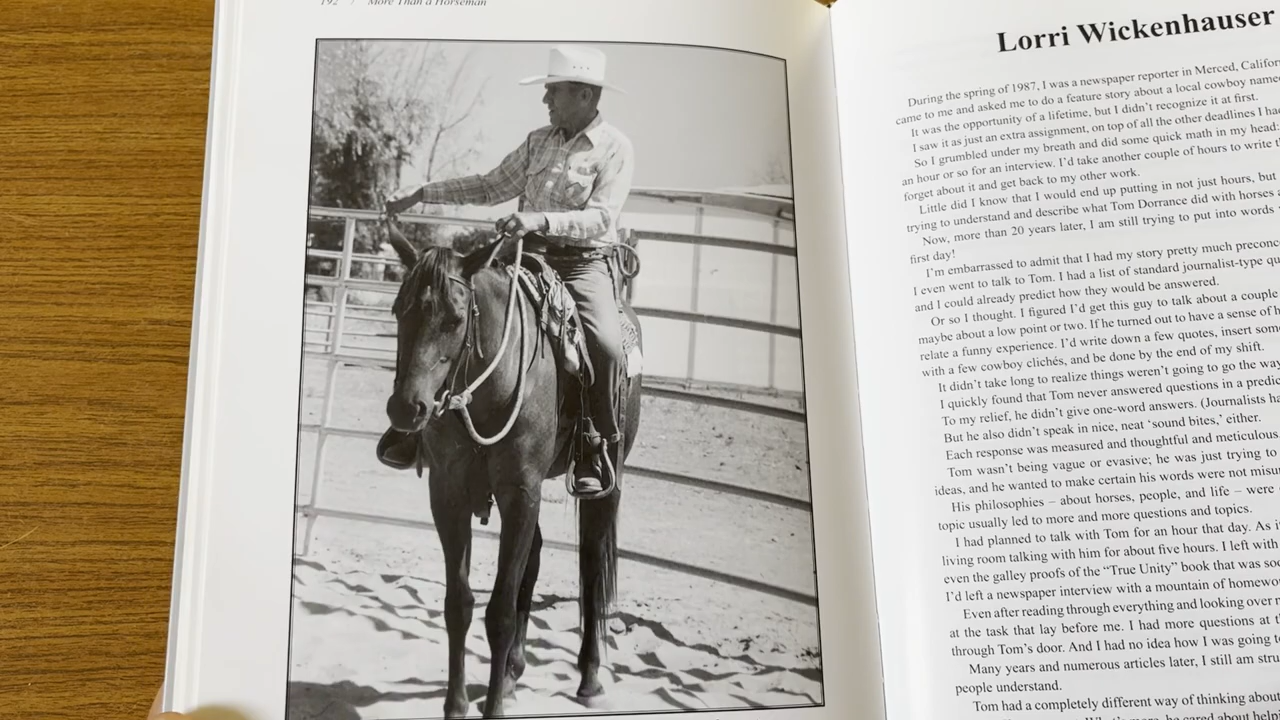 192 / More Than a Horseman
Lorri Wickenhauser
During the spring of 1987, I was a newspaper reporter in Merced,
came to me and asked me to do a feature story about a local cowboy
It was the opportunity of a lifetime, but I didn't recognize it at first.
I saw it as just an extra assignment, on top of all the other deadlines I
So I grumbled under my breath and did some quick math in my head.
an hour or so for an interview. I'd take another couple of hours to write
forget about it and get back to my other work.
Little did I know that I would end up putting in not just hours, but
trying to understand and describe what Tom Dorrance did with horses
Now, more than 20 years later, I am still trying to put into words
first day!
I'm embarrassed to admit that I had my story pretty much
I even went to talk to Tom. I had a list of standard journalist-type
and I could already predict how they would be answered.
Or so I thought. I figured I'd get this guy to talk about a couple
maybe about a low point or two. If he turned out to have a sense of
relate a funny experience. I'd write down a few quotes, insert
with a few cowboy clichés, and be done by the end of my shift.
It didn't take long to realize things weren't going to go the
I quickly found that Tom never answered questions in a
To my relief, he didn't give one-word answers. (Journalists
But he also didn't speak in nice, neat 'sound bites,' either.
Each response was measured and thoughtful and meticulous.
Tom wasn't being vague or evasive; he was just trying to
ideas, and he wanted to make certain his words were not
His philosophies – about horses, people, and life – were
topic usually led to more and more questions and topics.
I had planned to talk with Tom for an hour that day. As
living room talking with him for about five hours. I left with
even the galley proofs of the "True Unity" book that was
I'd left a newspaper interview with a mountain of
Even after reading through everything and looking over
at the task that lay before me. I had more questions at
through Tom's door. And I had no idea how I was going
Many years and numerous articles later, I still am
people understand.
Tom had a completely different way of thinking about